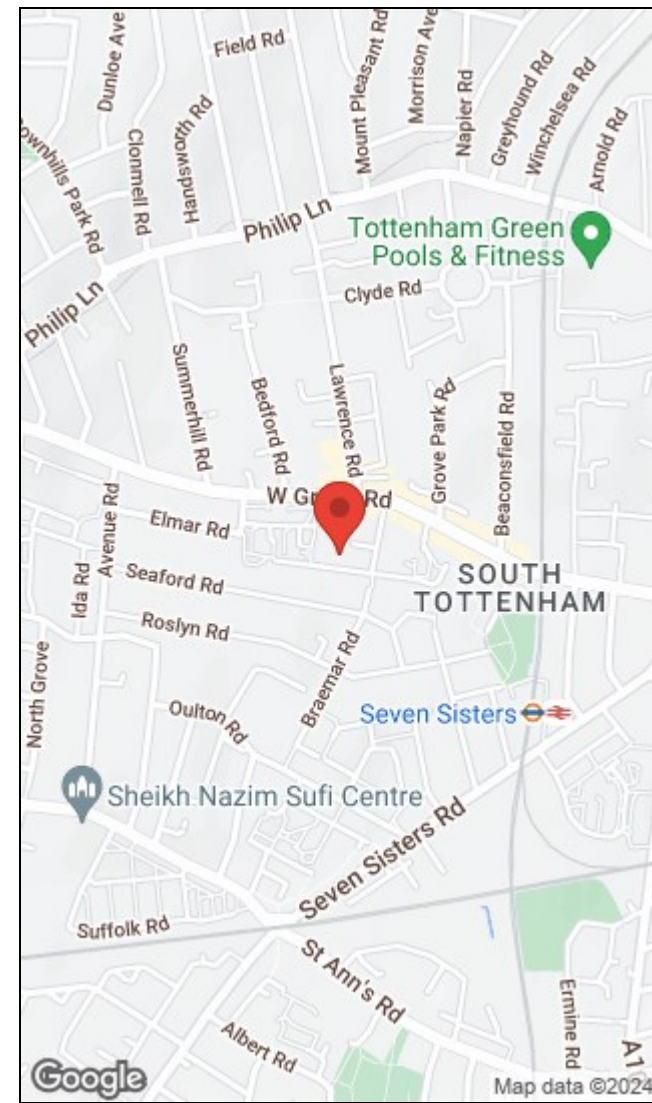 Dunloe Ave
Field Rd
Mount Pleasant Rd
Morrison Ave
Napier Rd
Greyhound Rd
Winchelsea Rd
Arnold Rd
Downhills Park Rd
Clonmell Rd
Handsworth Rd
Philip Ln
Tottenham Green
Pools & Fitness
Clyde Rd
Philip Ln
Summerhill Rd
Bedford Rd
Lawrence Rd
Grove Park Rd
Beaconsfield Rd
W G
Rd
Elmar Rd
Avenue Rd
Ida Rd
Seaford Rd
SOUTH
TOTTENHAM
Roslyn Rd
Braemar Rd
North Grove
Oulton Rd
Seven Sisters
Sheikh Nazim Sufi Centre
Seven Sisters Rd
Suffolk Rd
St Ann's Rd
Ermine Rd
Albert Rd
A10
Google
Map data ©2024